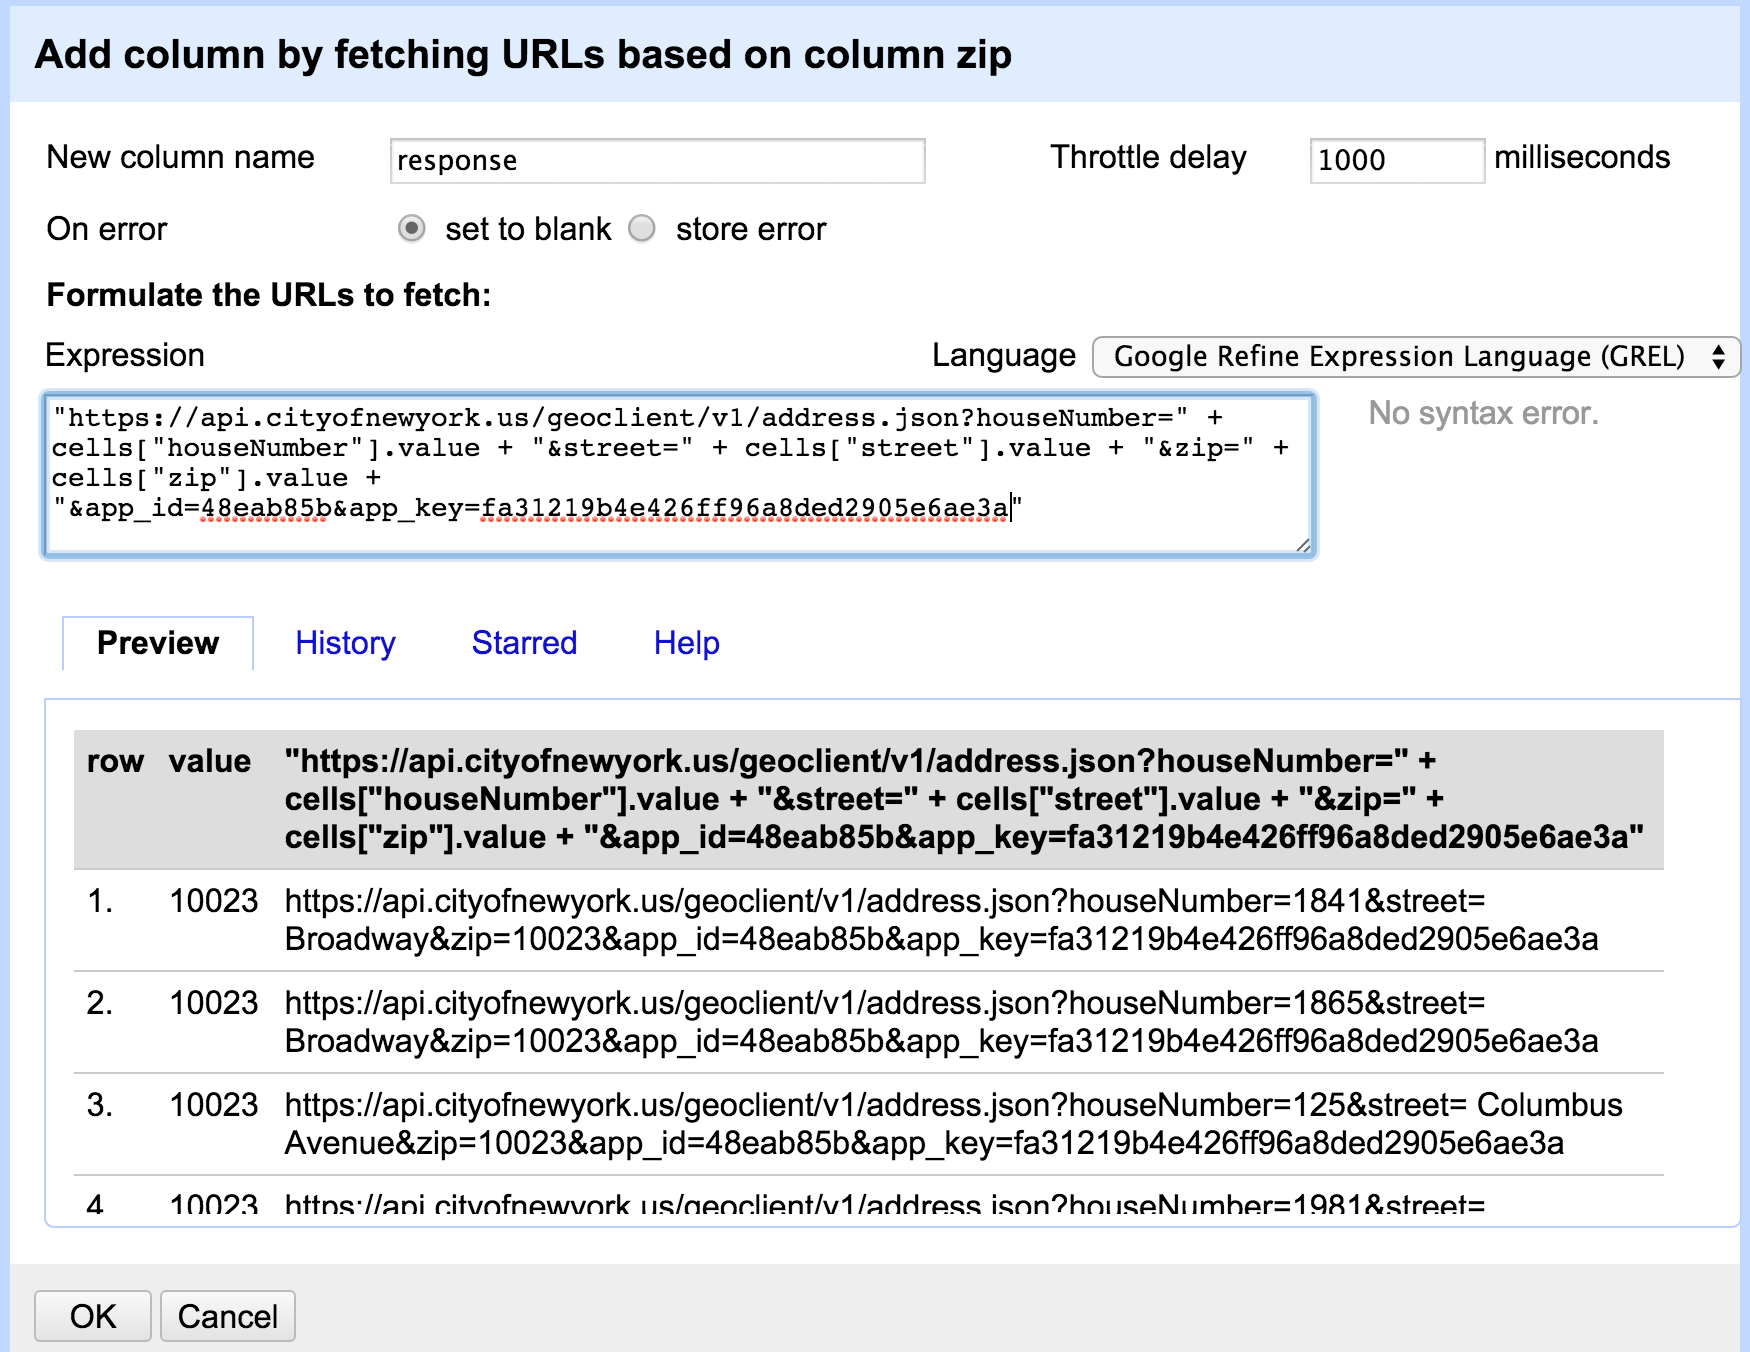 Add column by fetching URLs based on column zip
New column name response Throttle delay 1000 milliseconds
On error set to blank store error
Formulate the URLs to fetch:
Expression Language Google Refine Expression Language (GREL)
"https://api.cityofnewyork.us/geoclient/v1/address.json?houseNumber=" +
cells["houseNumber"].value + "&street=" + cells["street"].value + "&zip=" +
cells["zip"].value +
"&app_id=48eab85b&app_key=fa31219b4e426ff96a8ded2905e6ae3a"
No syntax error.
Preview History Starred Help
row value "https://api.cityofnewyork.us/geoclient/v1/address.json?houseNumber=" +
cells["houseNumber"].value + "&street=" + cells["street"].value + "&zip=" +
cells["zip"].value + "&app_id=48eab85b&app_key=fa31219b4e426ff96a8ded2905e6ae3a"
1. 10023 https://api.cityofnewyork.us/geoclient/v1/address.json?houseNumber=1841&street=
Broadway&zip=10023&app_id=48eab85b&app_key=fa31219b4e426ff96a8ded2905e6ae3a
2. 10023 https://api.cityofnewyork.us/geoclient/v1/address.json?houseNumber=1865&street=
Broadway&zip=10023&app_id=48eab85b&app_key=fa31219b4e426ff96a8ded2905e6ae3a
3. 10023 https://api.cityofnewyork.us/geoclient/v1/address.json?houseNumber=125&street= Columbus
Avenue&zip=10023&app_id=48eab85b&app_key=fa31219b4e426ff96a8ded2905e6ae3a
4 10023 https://api.cityofnewyork.us/geoclient/v1/address.json?houseNumber=1981&street=
OK Cancel